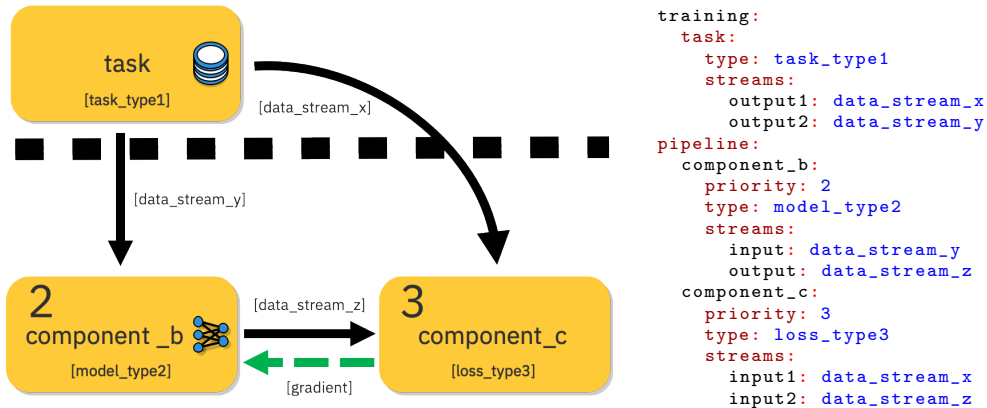 task
[task_type1]
[data_stream_x]
[data_stream_y]
2
component _b
[model_type2]
[data_stream_z]
[gradient]
3
component_c
[loss_type3]
training:
  task:
    type: task_type1
    streams:
      output1: data_stream_x
      output2: data_stream_y
pipeline:
  component_b:
    priority: 2
    type: model_type2
    streams:
      input: data_stream_y
      output: data_stream_z
  component_c:
    priority: 3
    type: loss_type3
    streams:
      input1: data_stream_x
      input2: data_stream_z